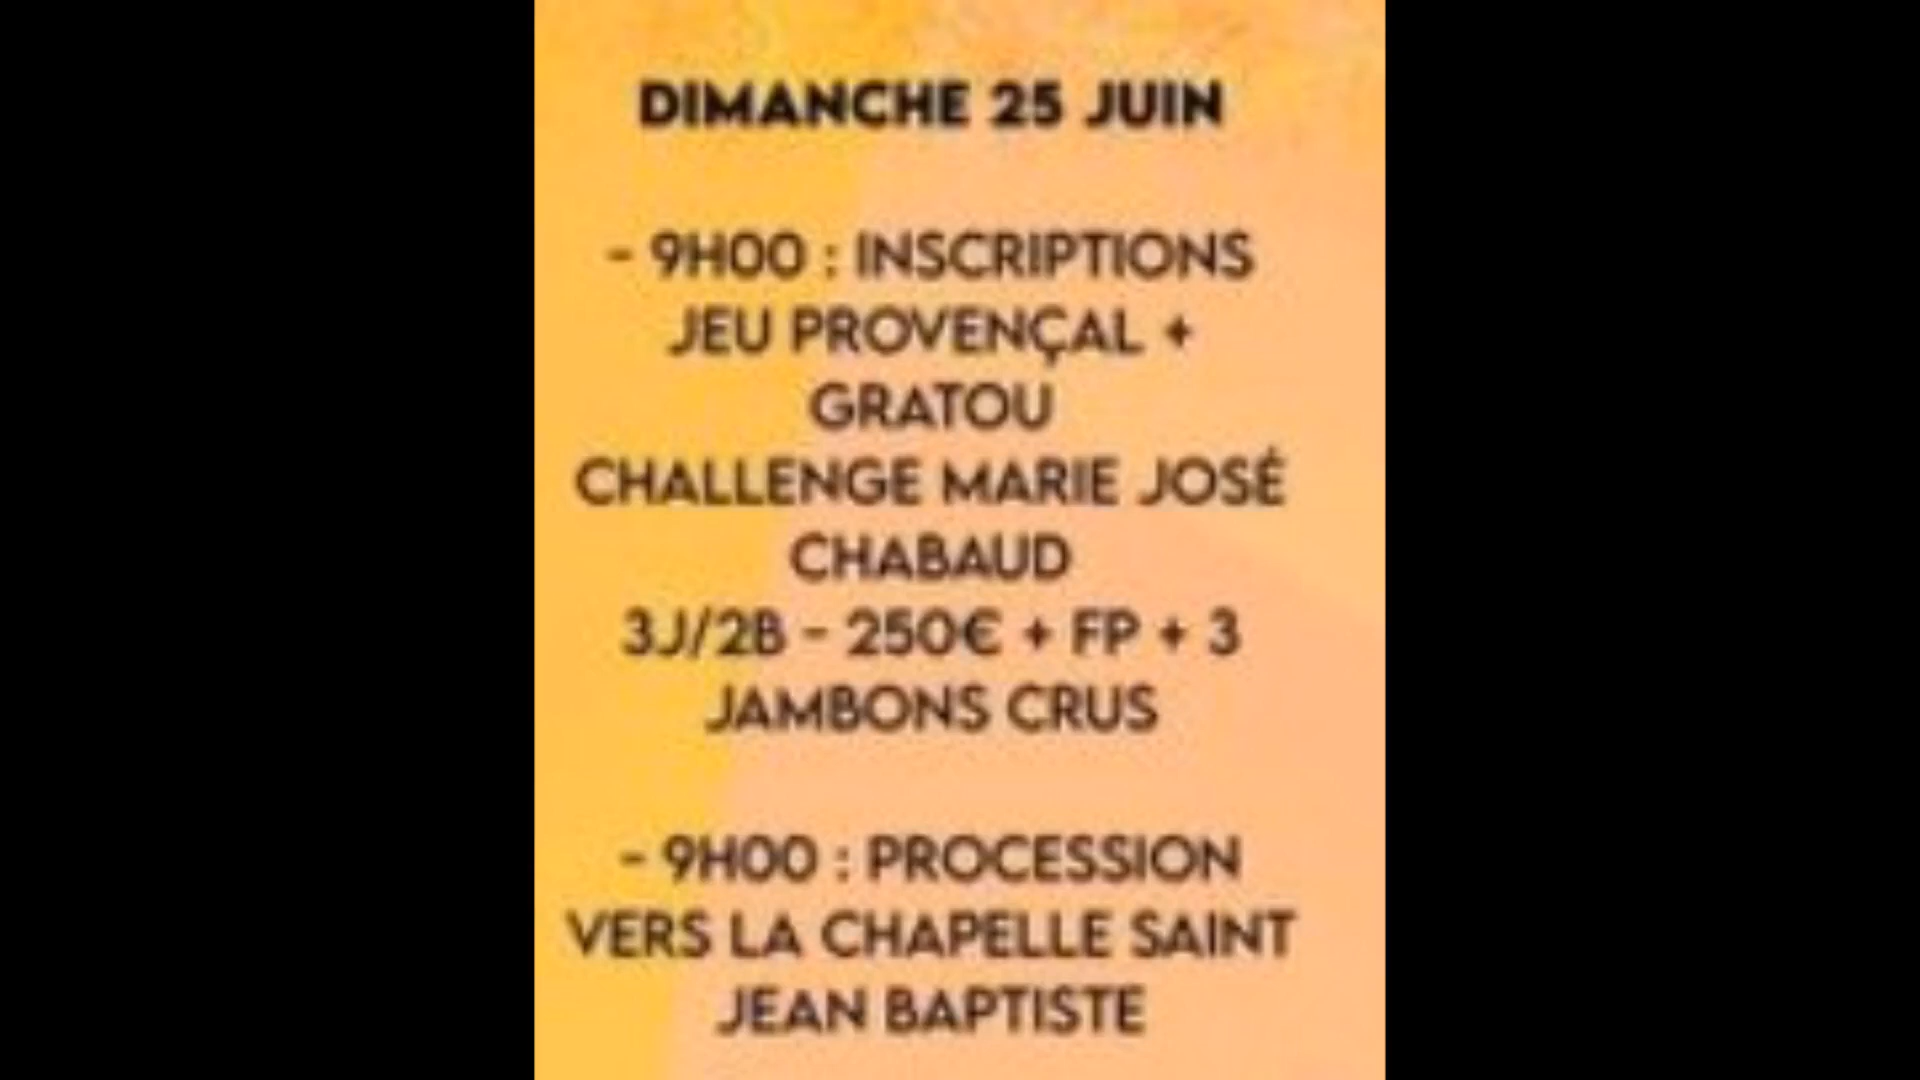 DIMANCHE 25 JUIN
- 9H00 : INSCRIPTIONS
JEU PROVENÇAL +
GRATOU
CHALLENGE MARIE JOSÉ
CHABAUD
3J/2B - 250€ + FP + 3
JAMBONS CRUS
- 9H00 : PROCESSION
VERS LA CHAPELLE SAINT
JEAN BAPTISTE